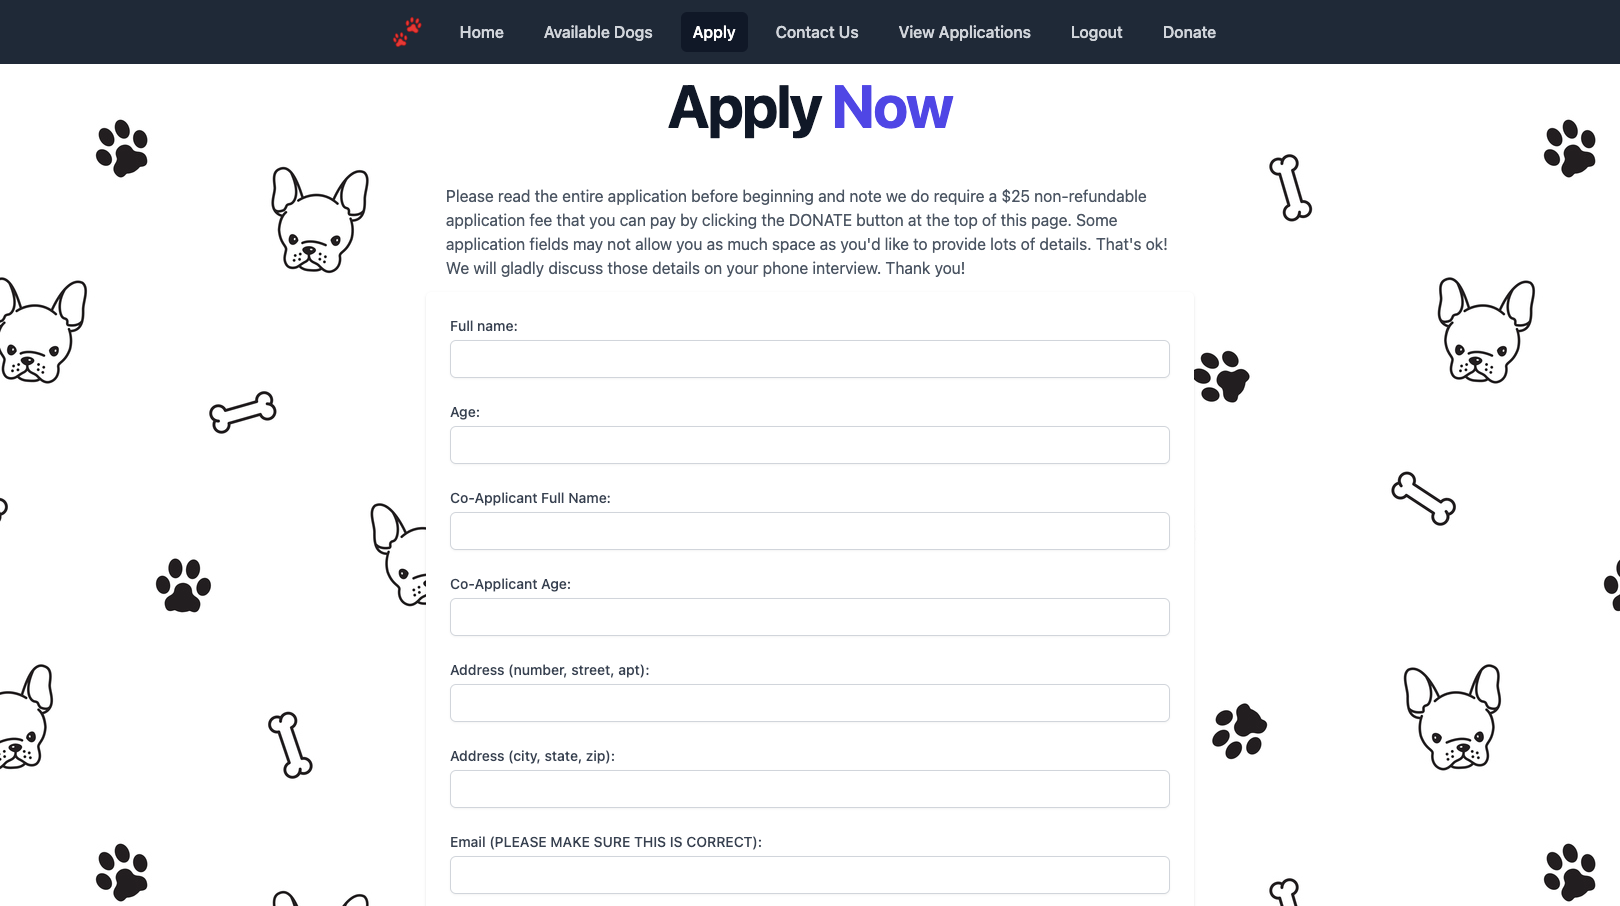 Home Available Dogs Apply Contact Us View Applications Logout Donate
Apply Now
Please read the entire application before beginning and note we do require a $25 non-refundable
application fee that you can pay by clicking the DONATE button at the top of this page. Some
application fields may not allow you as much space as you'd like to provide lots of details. That's ok!
We will gladly discuss those details on your phone interview. Thank you!
Full name:
Age:
Co-Applicant Full Name:
Co-Applicant Age:
Address (number, street, apt):
Address (city, state, zip):
Email (PLEASE MAKE SURE THIS IS CORRECT):